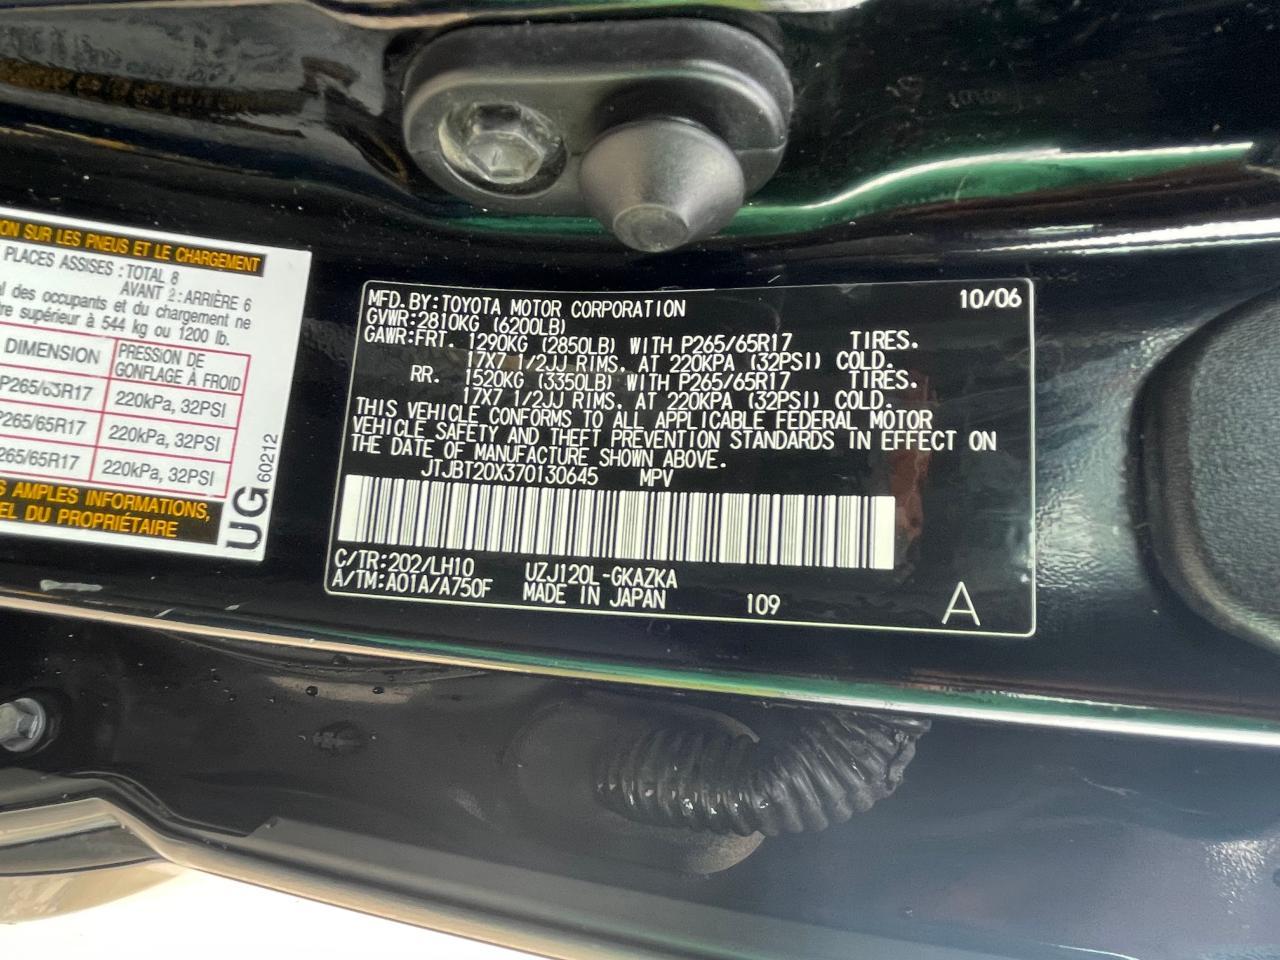 ON SUR LES PNEUS ET LE CHARGEMENT
PLACES ASSISES : TOTAL 8
AVANT 2 : ARRIÈRE 6
des occupants et du chargement ne
supérieur à 544 kg ou 1200 lb.
DIMENSION PRESSION DE GONFLAGE À FROID
P265/65R17 220kPa, 32PSI
P265/65R17 220kPa, 32PSI
265/65R17 220kPa, 32PSI
AMPLES INFORMATIONS,
EL DU PROPRIÉTAIRE
UG 60212
MFD.BY:TOYOTA MOTOR CORPORATION 10/06
GVWR:2810KG (6200LB)
GAWR:FRT. 1290KG (2850LB) WITH P265/65R17 TIRES.
17X7 1/2JJ RIMS. AT 220KPA (32PSI) COLD.
RR. 1520KG (3350LB) WITH P265/65R17 TIRES.
17X7 1/2JJ RIMS. AT 220KPA (32PSI) COLD.
THIS VEHICLE CONFORMS TO ALL APPLICABLE FEDERAL MOTOR
VEHICLE SAFETY AND THEFT PREVENTION STANDARDS IN EFFECT ON
THE DATE OF MANUFACTURE SHOWN ABOVE.
JTJBT20X370130645 MPV
C/TR:202/LH10 UZJ120L-GKAZKA
A/TM:A01A/A750F MADE IN JAPAN 109 A